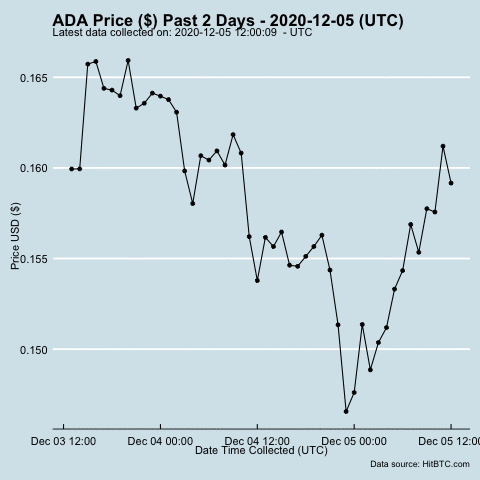 ADA Price ($) Past 2 Days - 2020-12-05 (UTC)
Latest data collected on: 2020-12-05 12:00:09  - UTC
0.165
0.160
0.155
0.150
Price USD ($)
Dec 03 12:00 Dec 04 00:00 Dec 04 12:00 Dec 05 00:00 Dec 05 12:00
Date Time Collected (UTC)
Data source: HitBTC.com